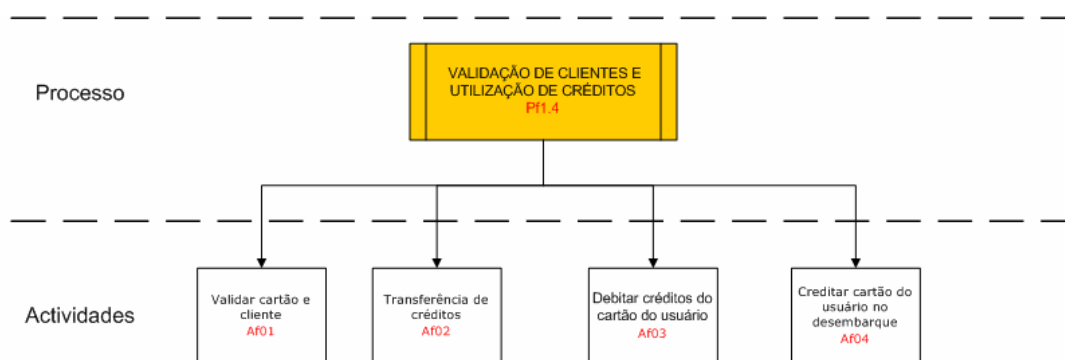 Processo
VALIDAÇÃO DE CLIENTES E
UTILIZAÇÃO DE CRÉDITOS
Pf1.4
Actividades
Validar cartão e
cliente
Af01
Transferência de
créditos
Af02
Debitar créditos do
cartão do usuário
Af03
Creditar cartão do
usuário no
desembarque
Af04